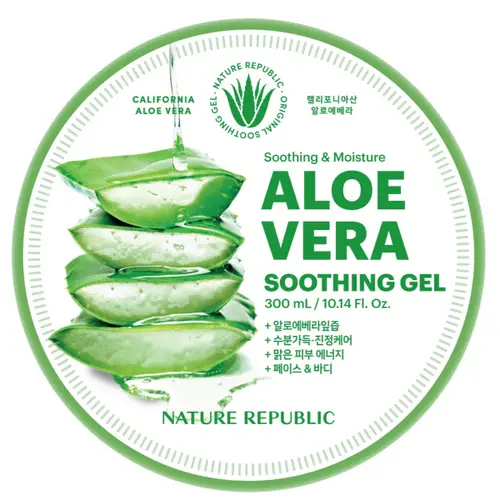 NATURE REPUBLIC · ORIGINAL SOOTHING GEL ·
CALIFORNIA
ALOE VERA
캘리포니아산
알로에베라
Soothing & Moisture
ALOE
VERA
SOOTHING GEL
300 mL / 10.14 Fl. Oz.
+ 알로에베라잎즙
+ 수분가득·진정케어
+ 맑은 피부 에너지
+ 페이스 & 바디
NATURE REPUBLIC